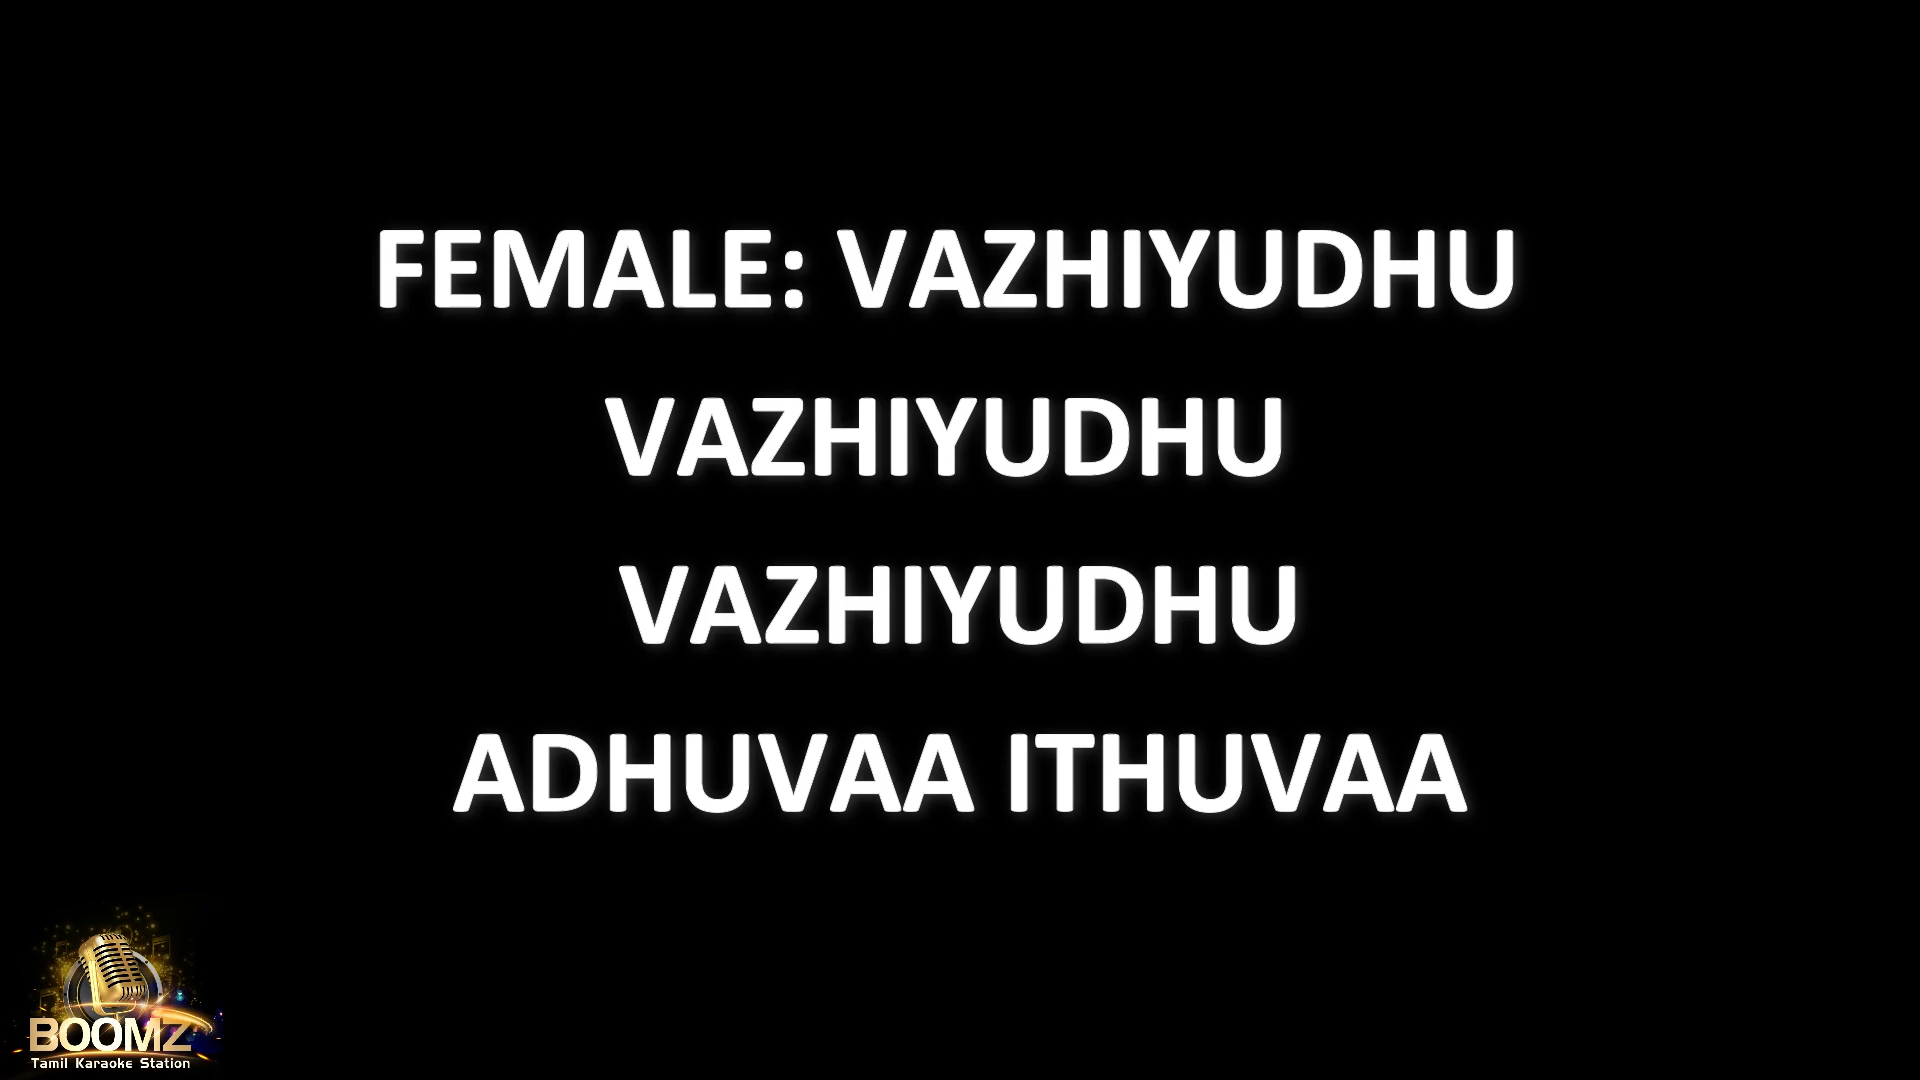 FEMALE: VAZHIYUDHU
VAZHIYUDHU
VAZHIYUDHU
ADHUVAA ITHUVAA
BOOMZ
Tamil Karaoke Station